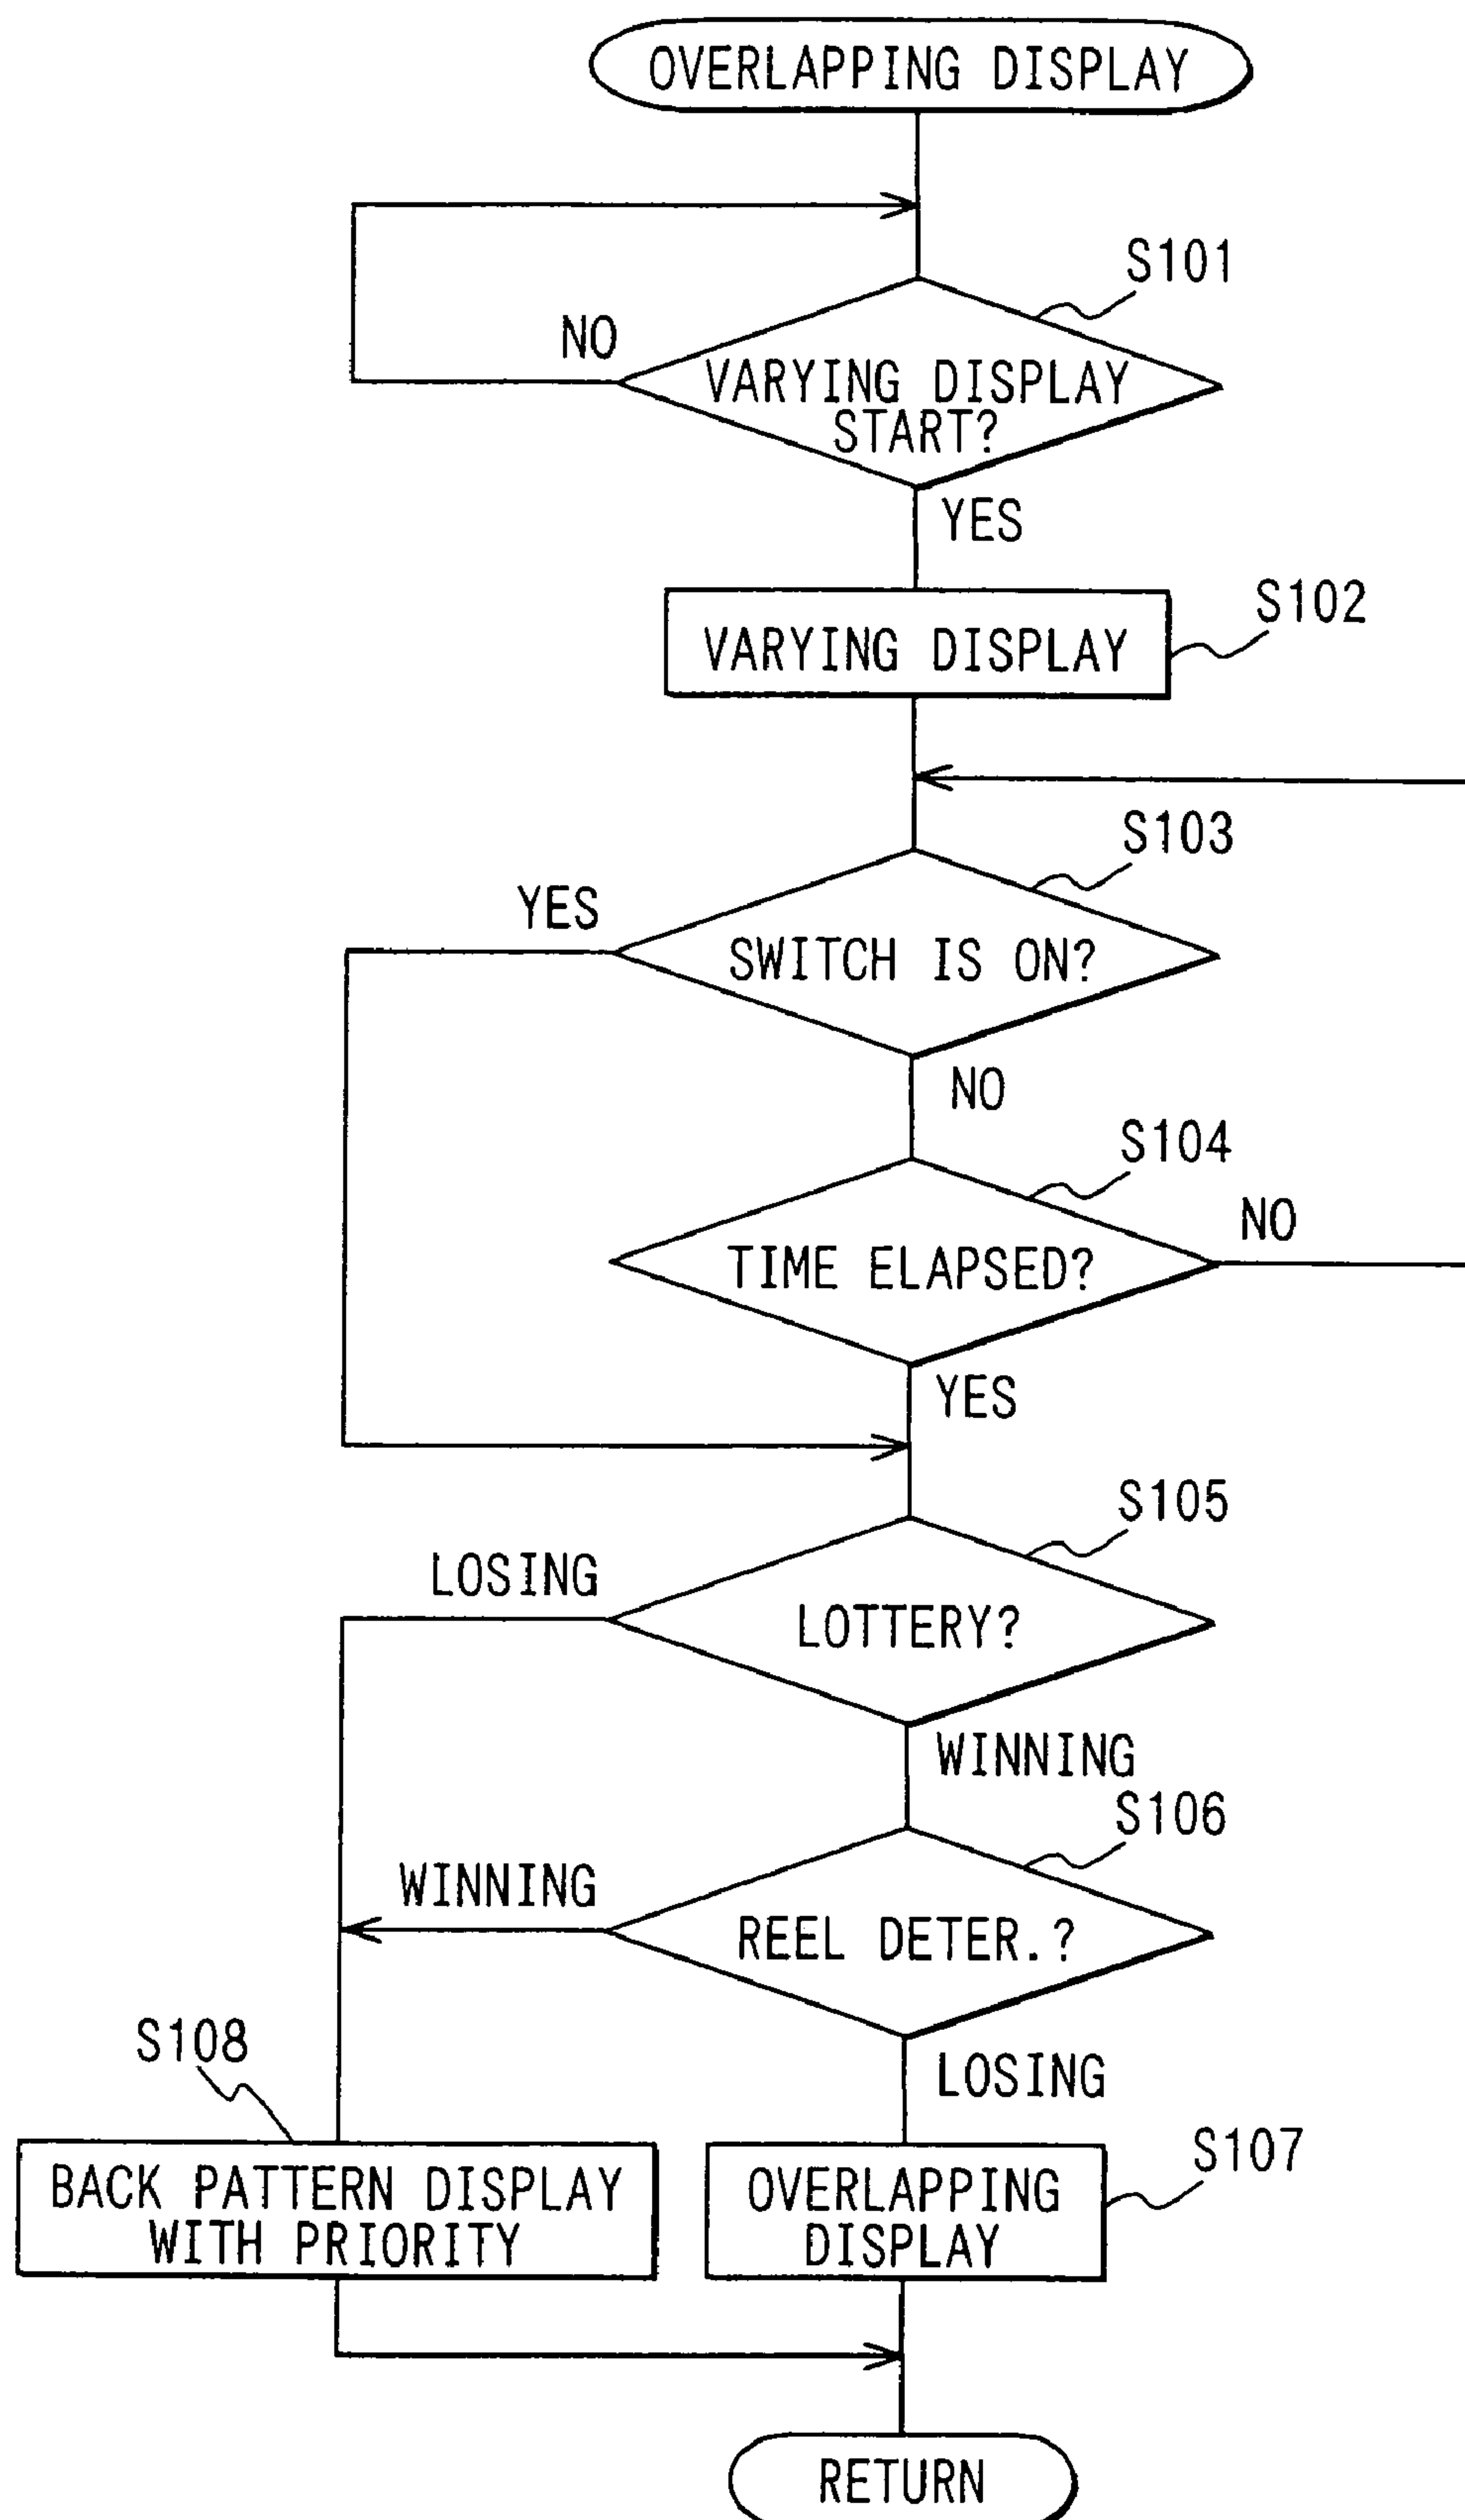 OVERLAPPING DISPLAY
S101
NO
VARYING DISPLAY
START?
YES
S102
VARYING DISPLAY
S103
YES
SWITCH IS ON?
NO
S104
NO
TIME ELAPSED?
YES
S105
LOSING
LOTTERY?
WINNING
S106
WINNING
REEL DETER.?
S108
LOSING
S107
BACK PATTERN DISPLAY
WITH PRIORITY
OVERLAPPING
DISPLAY
RETURN